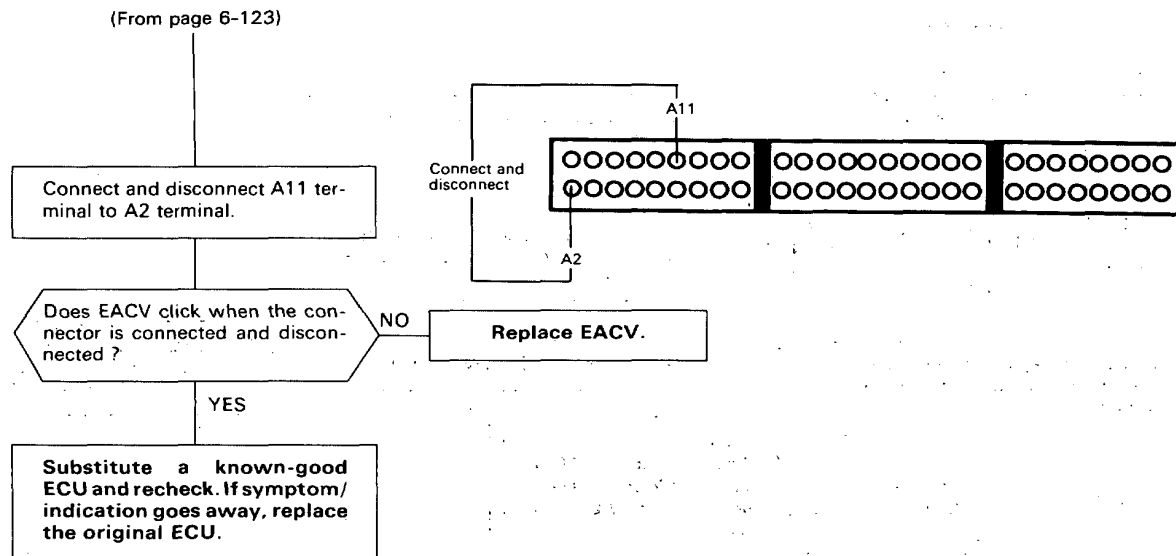 (From page 6-123)
Connect and disconnect A11 ter-
minal to A2 terminal.
Does EACV click when the con-
nector is connected and discon-
nected ?
NO
Replace EACV.
YES
Substitute a known-good
ECU and recheck. If symptom/
indication goes away, replace
the original ECU.
A11
Connect and
disconnect
A2